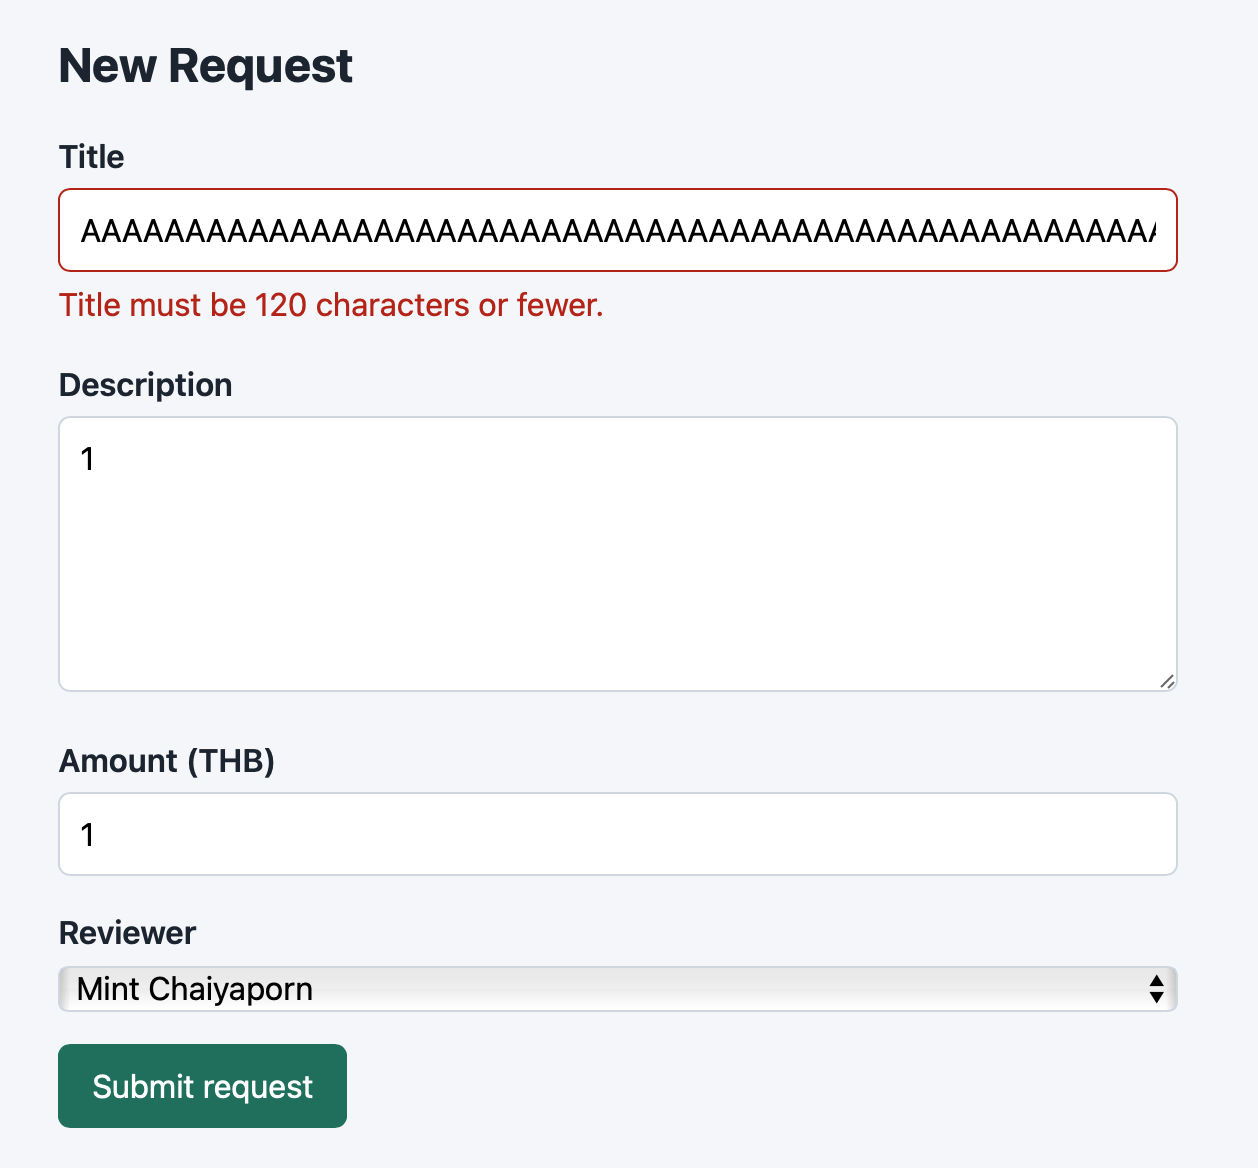 New Request
Title
AAAAAAAAAAAAAAAAAAAAAAAAAAAAAAAAAAAAAAAAAAAAAAAAAAAA
Title must be 120 characters or fewer.
Description
1
Amount (THB)
1
Reviewer
Mint Chaiyaporn
Submit request